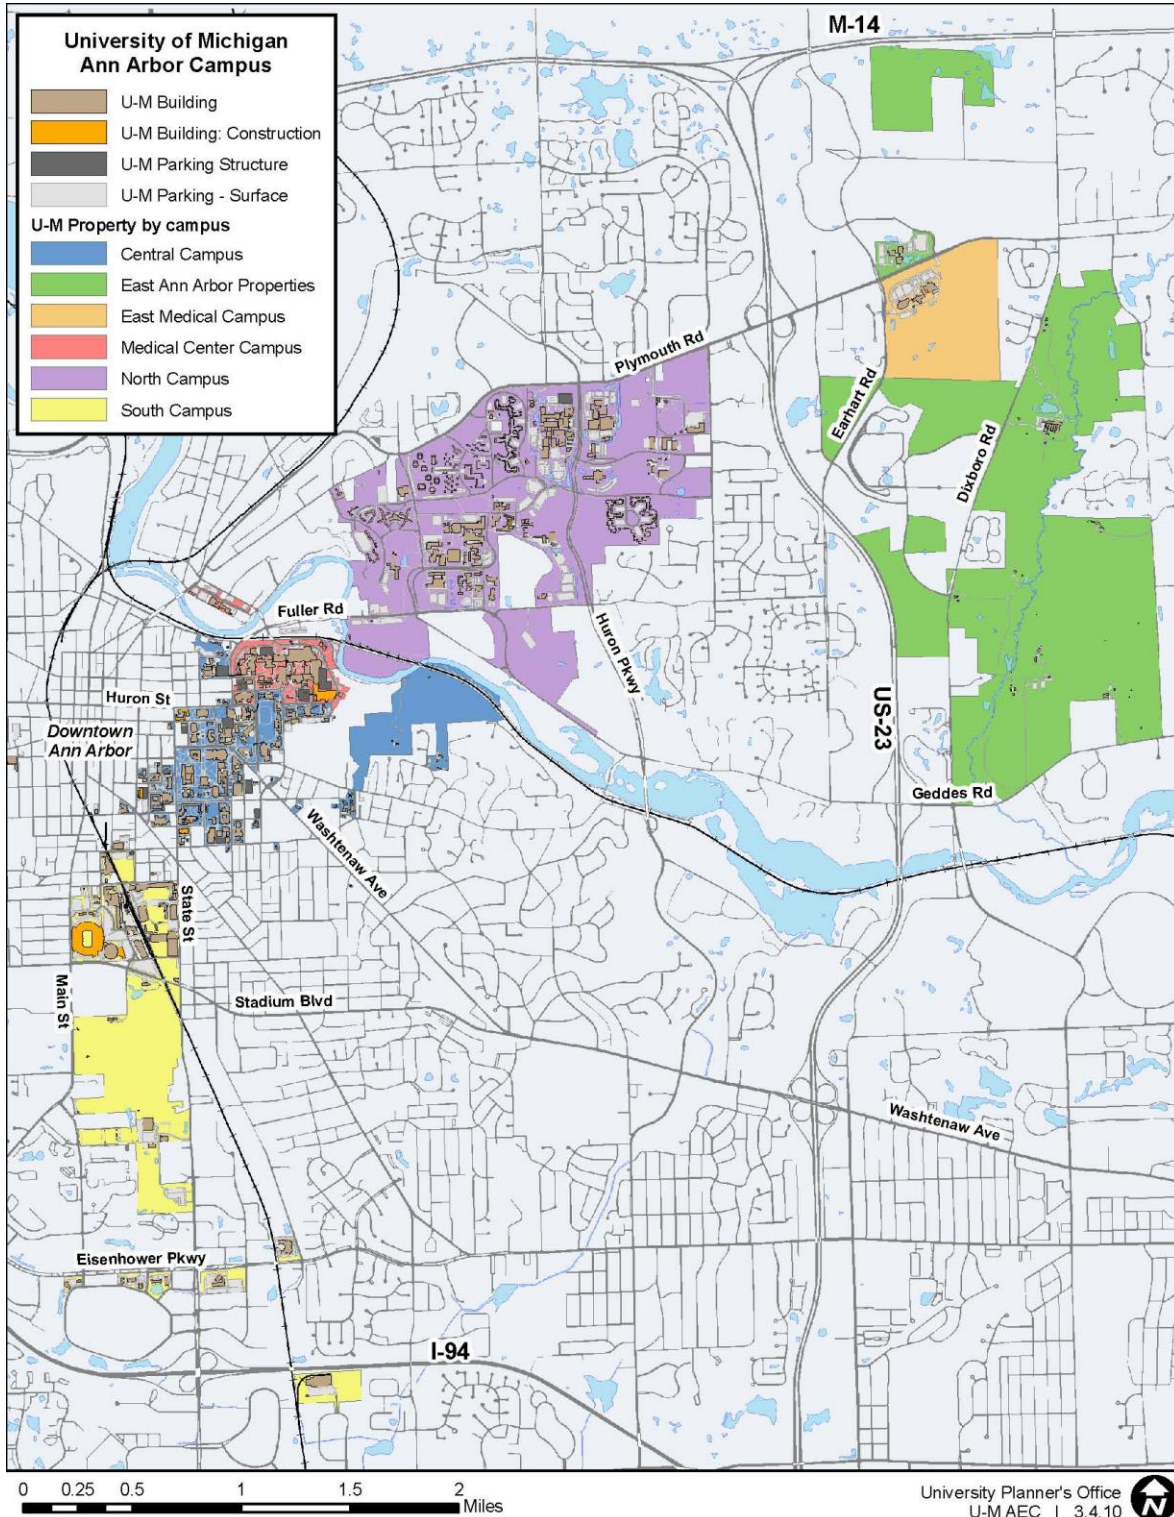 University of Michigan
Ann Arbor Campus
U-M Building
U-M Building: Construction
U-M Parking Structure
U-M Parking - Surface
U-M Property by campus
Central Campus
East Ann Arbor Properties
East Medical Campus
Medical Center Campus
North Campus
South Campus
M-14
Plymouth Rd
Earhart Rd
Dixboro Rd
Fuller Rd
Huron Pkwy
Huron St
US-23
Downtown
Ann Arbor
Geddes Rd
Washtenaw Ave
State St
Main St
Stadium Blvd
Washtenaw Ave
Eisenhower Pkwy
I-94
0 0.25 0.5 1 1.5 2
Miles
University Planner's Office
U-M AEC | 3.4.10
N